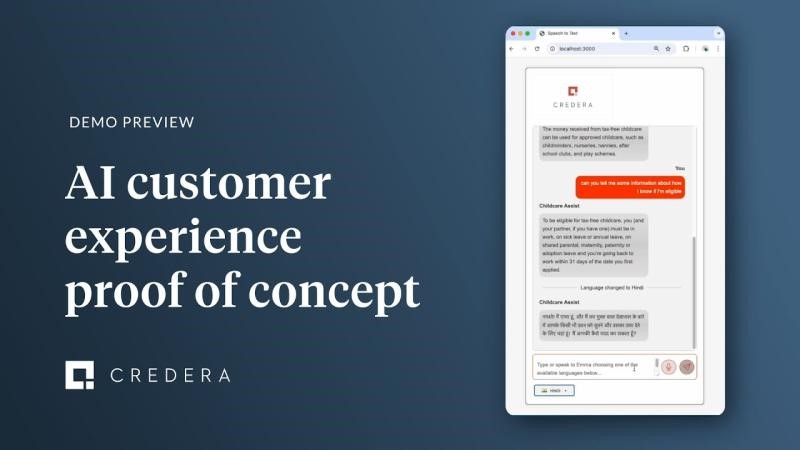 DEMO PREVIEW
AI customer
experience
proof of concept
CREDERA
Speech to Text
localhost:3000
CREDERA
The money received from tax-free childcare
can be used for approved childcare, such as
childminders, nurseries, nannies, after
school clubs, and play schemes.
You
can you tell me some information about how
I know if I'm eligible
Childcare Assist
To be eligible for tax-free childcare, you (and
your partner, if you have one) must be in
work, on sick leave or annual leave, on
shared parental, maternity, paternity or
adoption leave and you're going back to
work within 31 days of the date you first
applied.
Language changed to Hindi
Childcare Assist
नमस्ते! मैं एम्मा हूं, और मैं कर मुक्त बाल देखभाल के बारे
में आपके किसी भी प्रश्न को सुनने और उसका उत्तर देने
के लिए यहां हूं। मैं आपकी कैसे मदद कर सकता हूँ?
Type or speak to Emma choosing one of the
available languages below...
HINDI